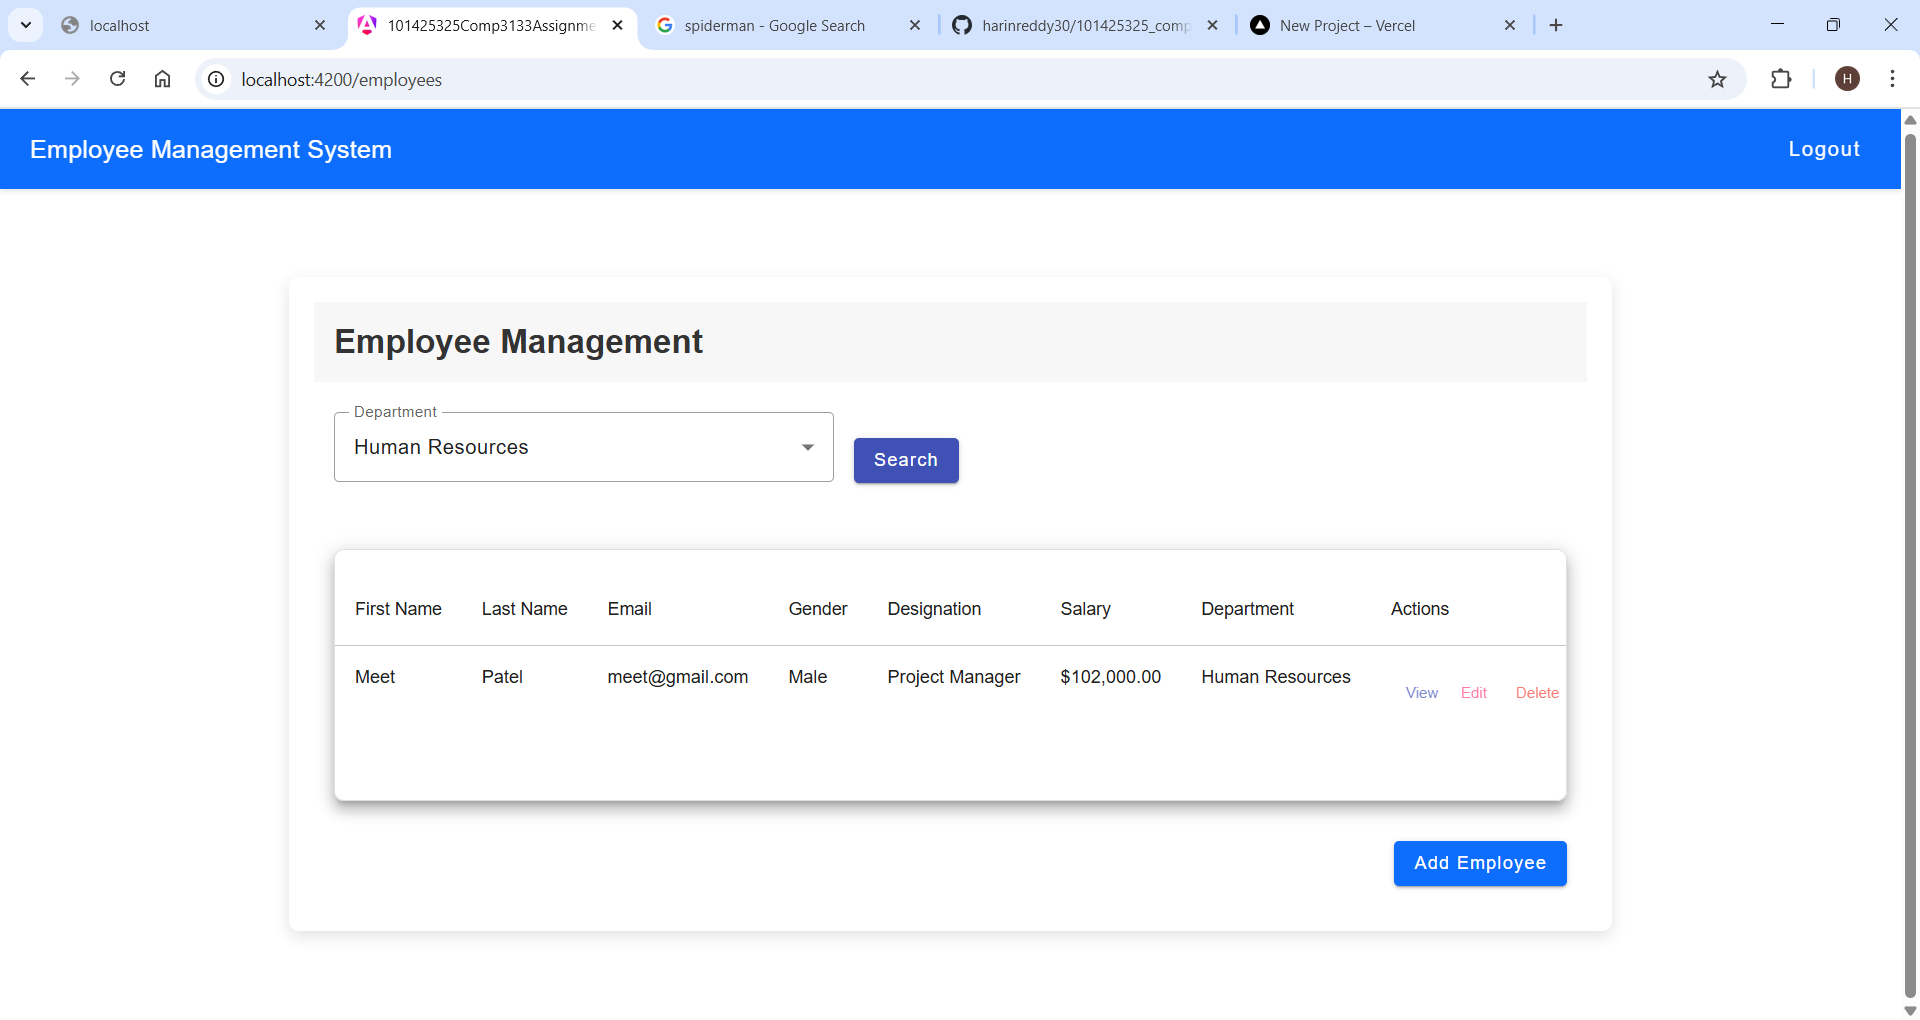 localhost
101425325Comp3133Assignme
spiderman - Google Search
harinreddy30/101425325_comp
New Project – Vercel
localhost:4200/employees
H
Employee Management System
Logout
Employee Management
Department
Human Resources
Search
First Name Last Name Email Gender Designation Salary Department Actions
Meet Patel meet@gmail.com Male Project Manager $102,000.00 Human Resources
View Edit Delete
Add Employee